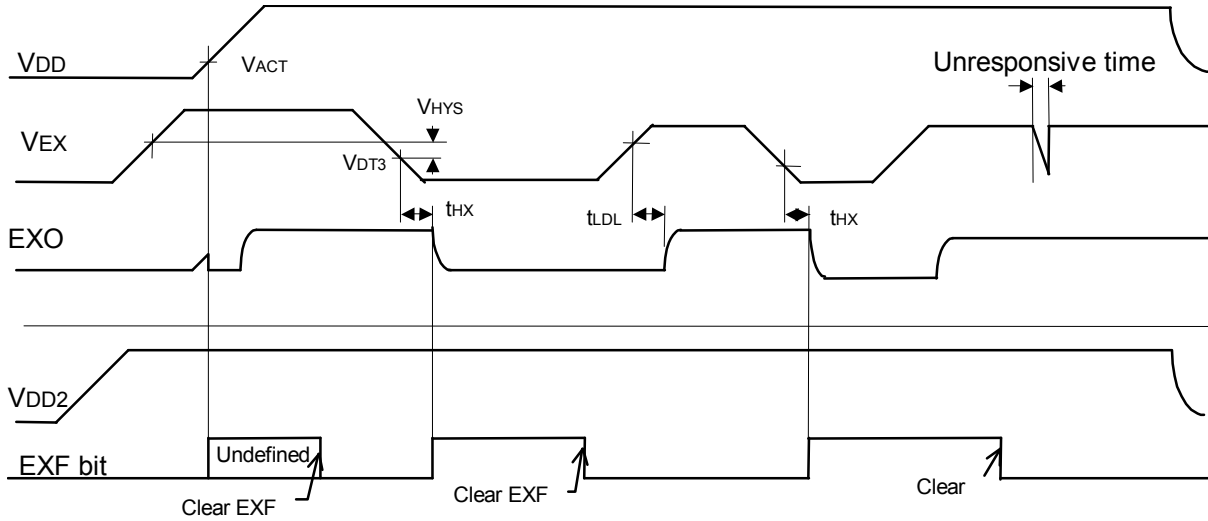 VDD
VACT
Unresponsive time
VHYS
VEX
VDT3
tHX
tLDL
tHX
EXO
VDD2
Undefined
EXF bit
Clear EXF
Clear EXF
Clear